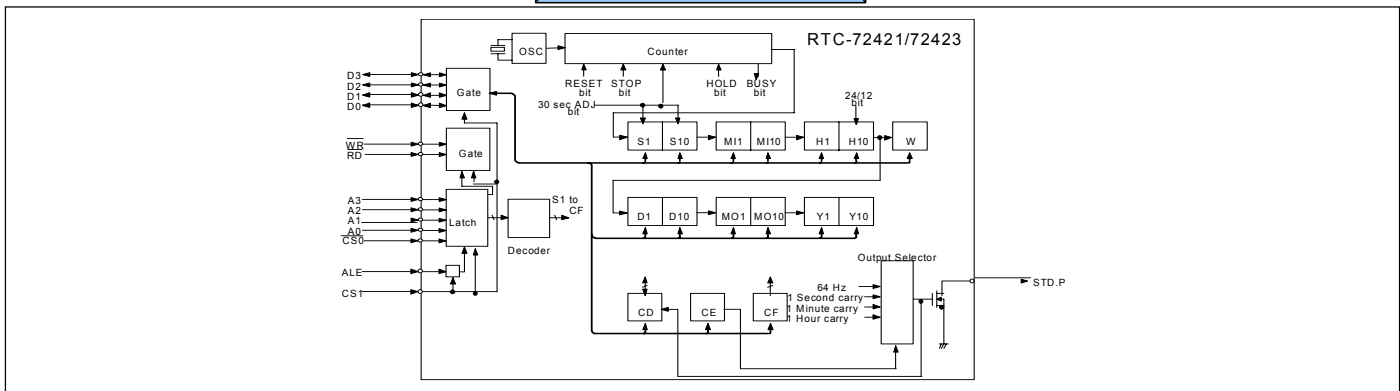 RTC-72421/72423
OSC
Counter
RESET
bit
STOP
bit
HOLD
bit
BUSY
bit
30 sec ADJ
bit
24/12
bit
D3
D2
D1
D0
Gate
S1
S10
MI1
MI10
H1
H10
W
WR
RD
Gate
A3
A2
A1
A0
CS0
Latch
S1 to
CF
Decoder
D1
D10
MO1
MO10
Y1
Y10
ALE
CS1
Output Selector
64 Hz
1 Second carry
1 Minute carry
1 Hour carry
STD.P
CD
CE
CF